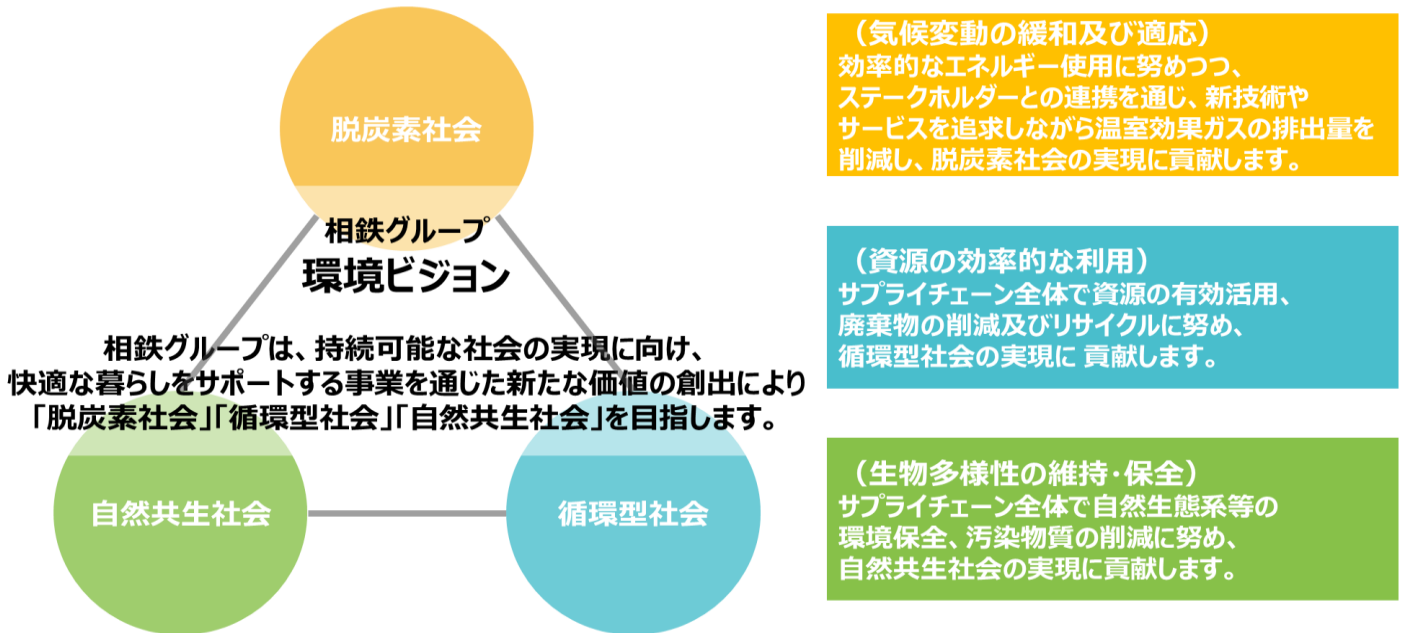 脱炭素社会
相鉄グループ
環境ビジョン
相鉄グループは、持続可能な社会の実現に向け、
快適な暮らしをサポートする事業を通じた新たな価値の創出により
「脱炭素社会」「循環型社会」「自然共生社会」を目指します。
自然共生社会
循環型社会
（気候変動の緩和及び適応）
効率的なエネルギー使用に努めつつ、
ステークホルダーとの連携を通じ、新技術や
サービスを追求しながら温室効果ガスの排出量を
削減し、脱炭素社会の実現に貢献します。
（資源の効率的な利用）
サプライチェーン全体で資源の有効活用、
廃棄物の削減及びリサイクルに努め、
循環型社会の実現に 貢献します。
（生物多様性の維持・保全）
サプライチェーン全体で自然生態系等の
環境保全、汚染物質の削減に努め、
自然共生社会の実現に貢献します。